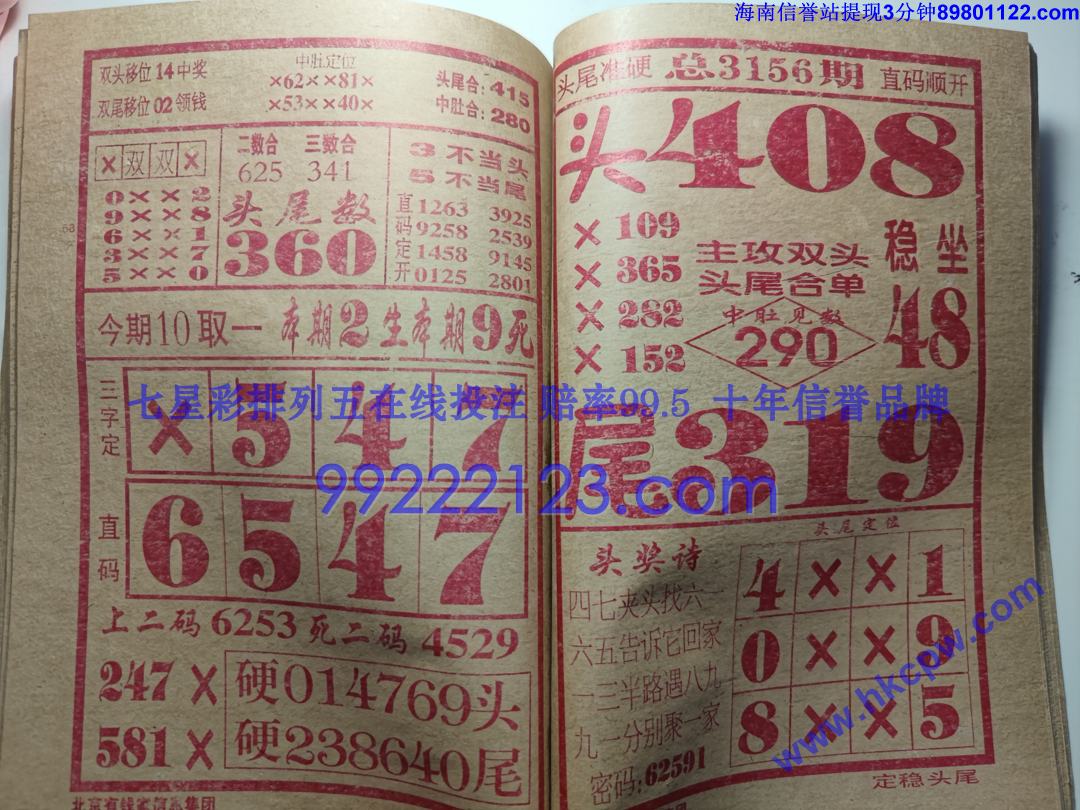 海南信誉站提现3分钟89801122.com
双头移位14中奖
双尾移位02领钱
中肚定位
×62××81×
×53××40×
头尾合:415
中肚合:280
×双双×
0××2
9××8
6××1
3××7
5××0
二数合 三数合
625 341
头尾数
360
3不当头
5不当尾
直码定开
1263 3925
9258 2539
1458 9145
0125 2801
今期10取一 本期2生本期9死
三字定
×547
直码
6547
上二码6253死二码4529
247×
581×
硬014769头
硬238640尾
头尾准硬 总3156期 直码顺开
头408
×109
×365
×282
×152
主攻双头
头尾合单
中肚见数
290
稳坐
48
尾319
头奖诗
四七夹头找六一
六五告诉它回家
一三半路遇八九
九一分别聚一家
密码:62591
头尾定位
4××1
0××9
8××5
定稳头尾
七星彩排列五在线投注 赔率99.5 十年信誉品牌
99222123.com
www.hkcpw.com